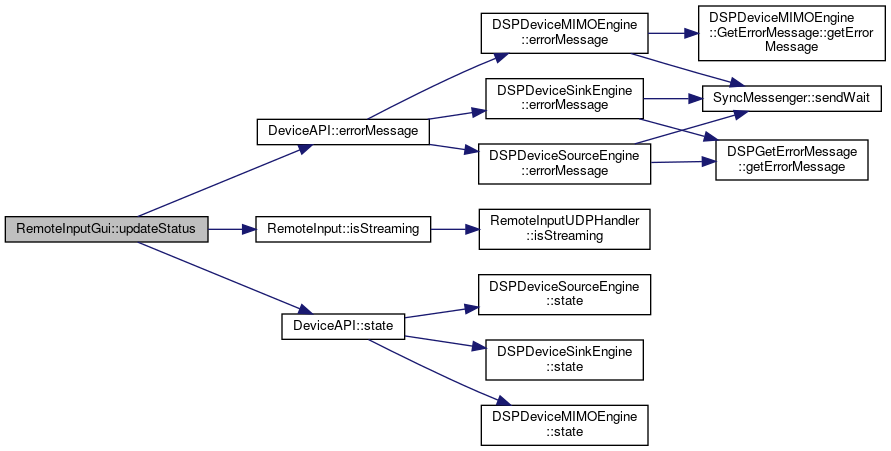 RemoteInputGui::updateStatus
DeviceAPI::errorMessage
RemoteInput::isStreaming
DeviceAPI::state
DSPDeviceMIMOEngine
::errorMessage
DSPDeviceSinkEngine
::errorMessage
DSPDeviceSourceEngine
::errorMessage
RemoteInputUDPHandler
::isStreaming
DSPDeviceSourceEngine
::state
DSPDeviceSinkEngine
::state
DSPDeviceMIMOEngine
::state
DSPDeviceMIMOEngine
::GetErrorMessage::getError
Message
SyncMessenger::sendWait
DSPGetErrorMessage
::getErrorMessage